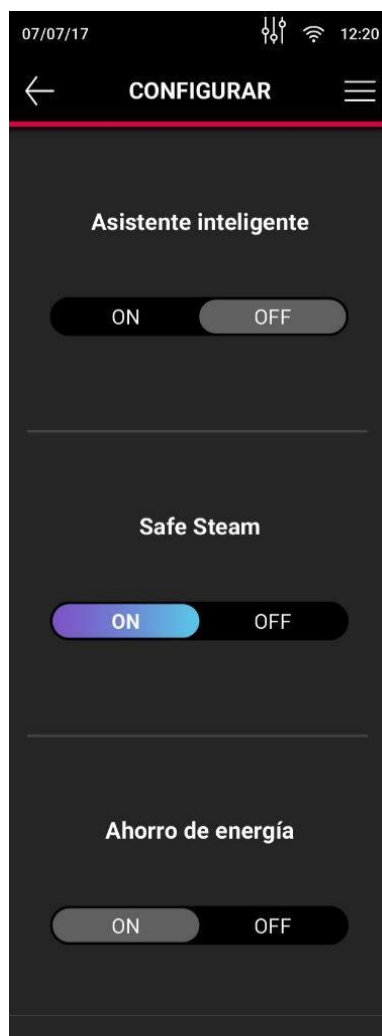 07/07/17 12:20
CONFIGURAR
Asistente inteligente
ON OFF
Safe Steam
ON OFF
Ahorro de energía
ON OFF